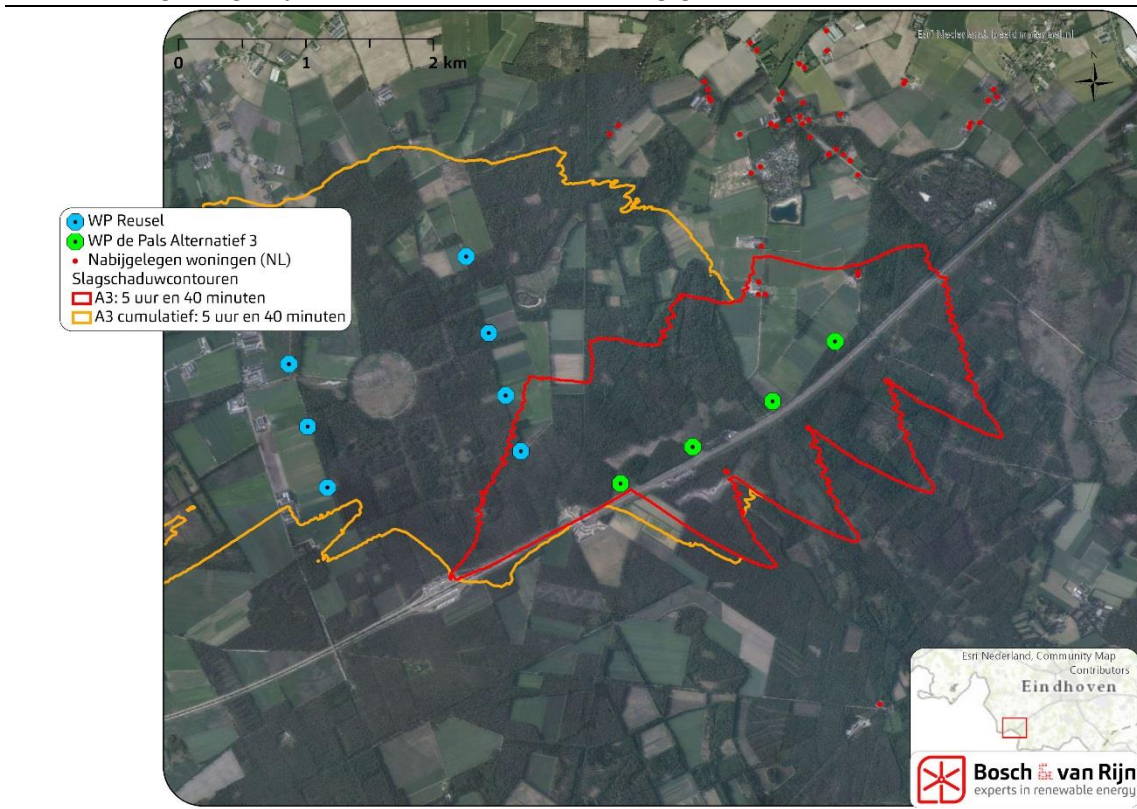 0 1 2 km
Esri Nederland, beeldmateriaal.nl
WP Reusel
WP de Pals Alternatief 3
Nabijgelegen woningen (NL)
Slagschaduwcontouren
A3: 5 uur en 40 minuten
A3 cumulatief: 5 uur en 40 minuten
Esri Nederland, Community Map
Contributors
Eindhoven
Bosch & van Rijn
experts in renewable energy